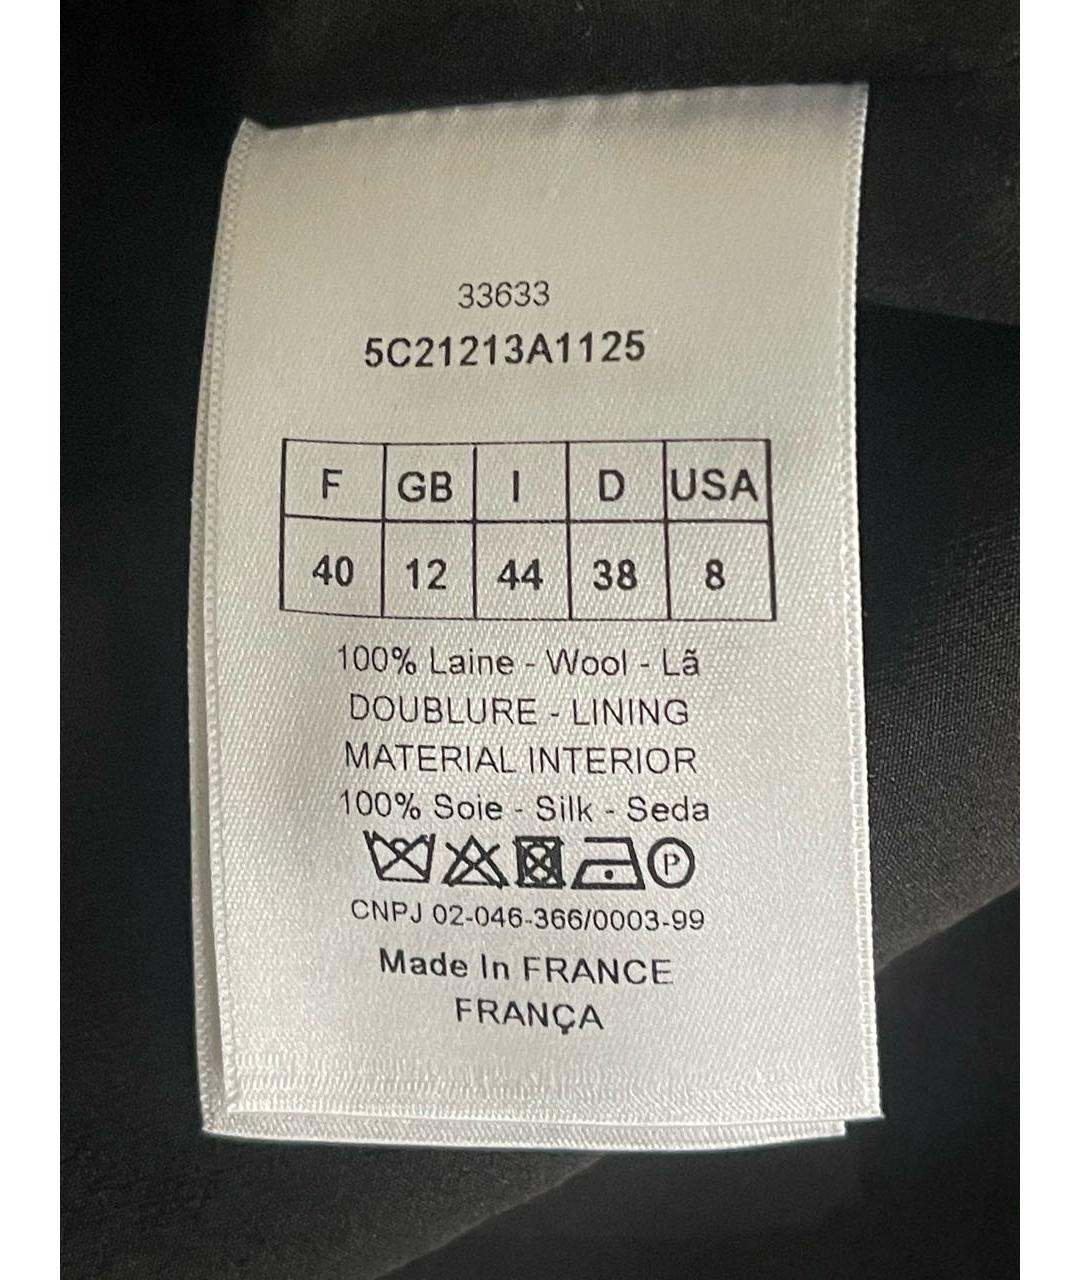 33633
5C21213A1125
F GB I D USA
40 12 44 38 8
100% Laine - Wool - Lã
DOUBLURE - LINING
MATERIAL INTERIOR
100% Soie - Silk - Seda
P
CNPJ 02-046-366/0003-99
Made In FRANCE
FRANÇA